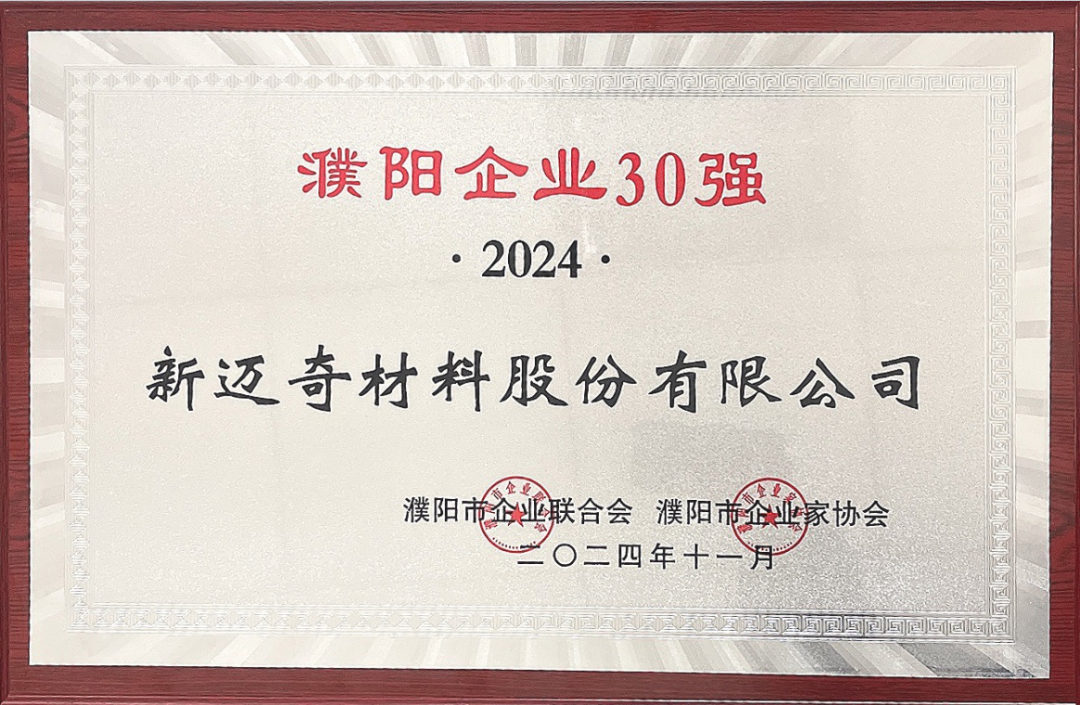 濮阳企业30强
·2024·
新迈奇材料股份有限公司
濮阳市企业联合会 濮阳市企业家协会
二〇二四年十一月